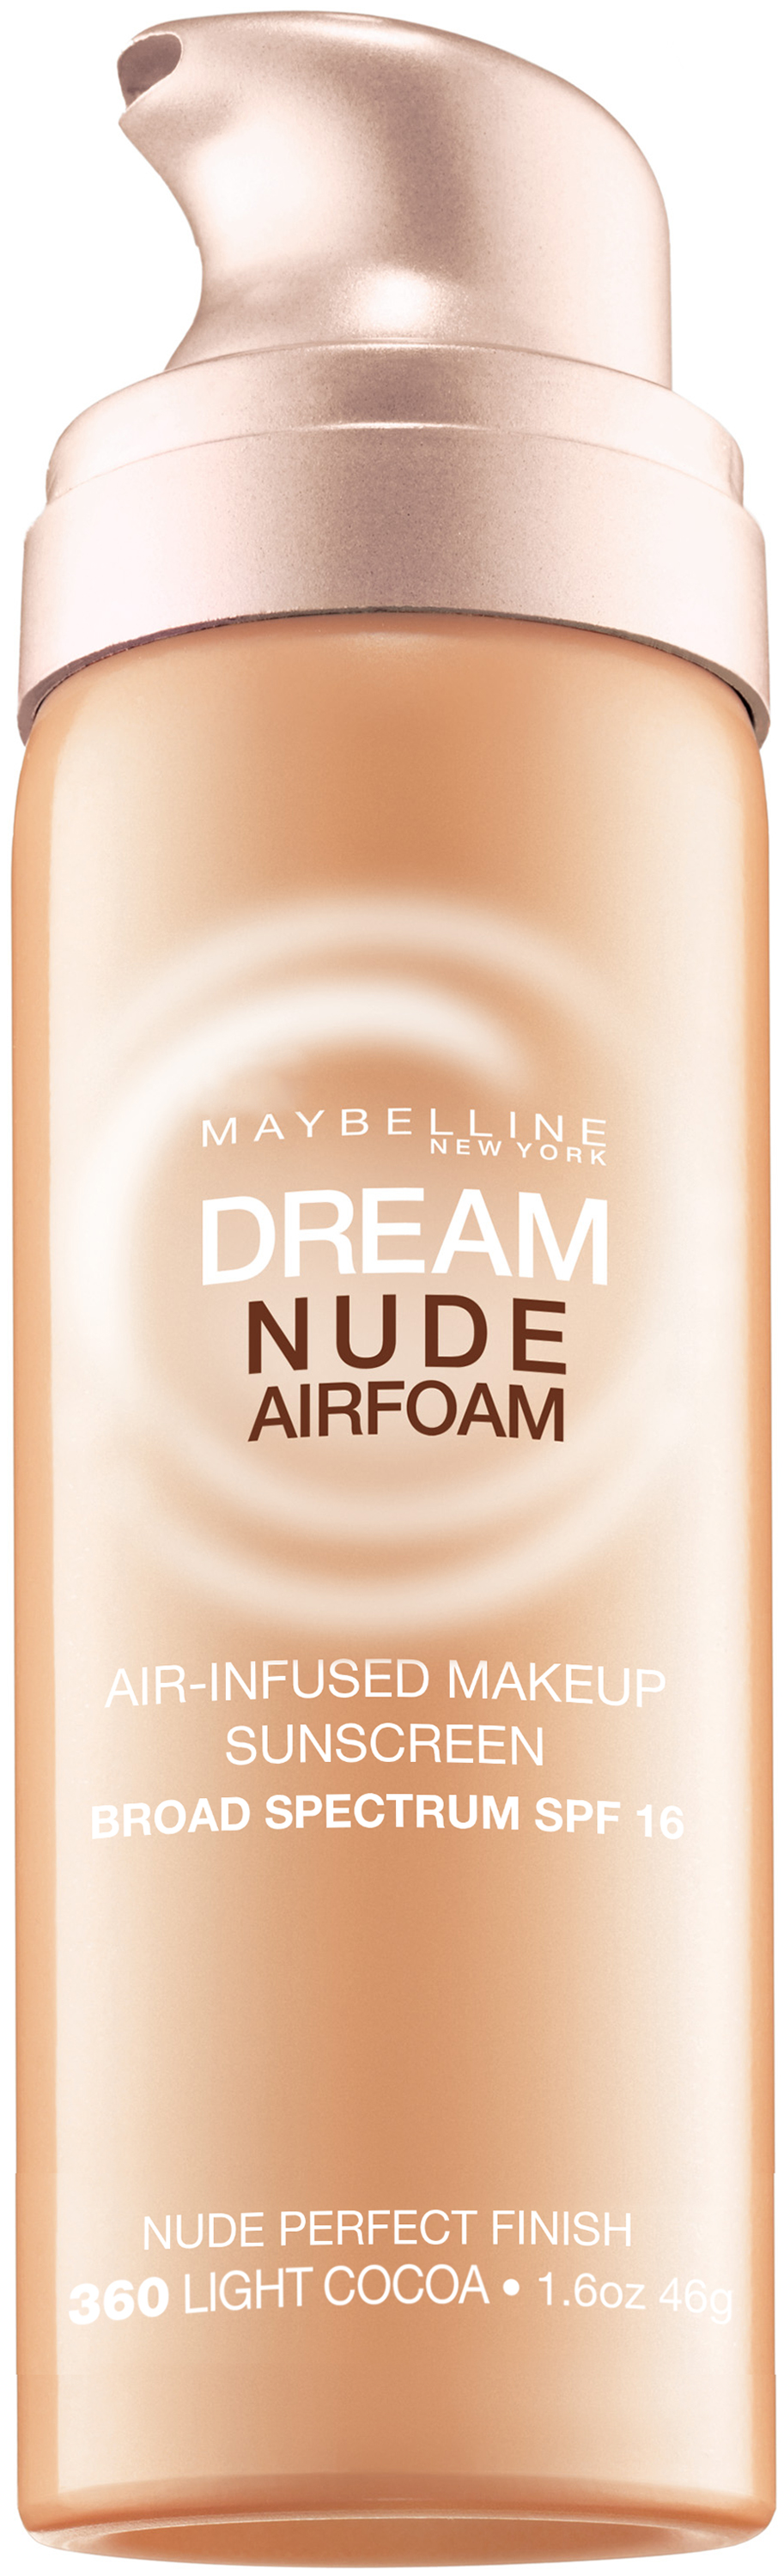 MAYBELLINE
NEW YORK
DREAM
NUDE
AIRFOAM
AIR-INFUSED MAKEUP
SUNSCREEN
BROAD SPECTRUM SPF 16
NUDE PERFECT FINISH
360 LIGHT COCOA • 1.6oz 46g